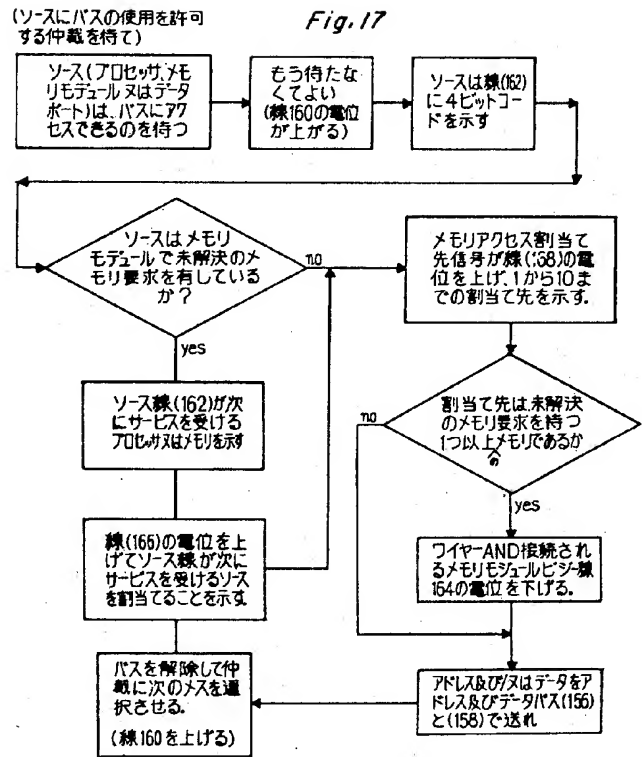 Fig. 17
(ソースにバスの使用を許可
する仲裁を待て)
ソース(プロセッサ、メモ
リモデュール又はデータ
ポート)は、バスにアク
セスできるのを待つ
もう待たな
くてよい
(線160の電位
が上がる)
ソースは線(162)
に4ビットコー
ドを示す
ソースはメモリ
モデュールで未解決のメ
モリ要求を有している
か?
no
yes
メモリアクセス割当て
先信号が線(168)の電
位を上げ、1から10ま
での割当て先を示す。
ソース線(162)が次
にサービスを受ける
プロセッサ又はメモリを示す
割当て先は、未解決
のメモリ要求を持つ
1つ以上のメモリであるか
no
yes
線(166)の電位を上
げてソース線が次に
サービスを受けるソース
を割当てることを示す
ワイヤーAND接続され
るメモリモジュールビジー線
164の電位を下げる。
バスを解除して仲
裁に次のメスを選
択させる。
(線160を上げる)
アドレス及び/又はデータをア
ドレス及びデータバス(156)
と(158)で送れ